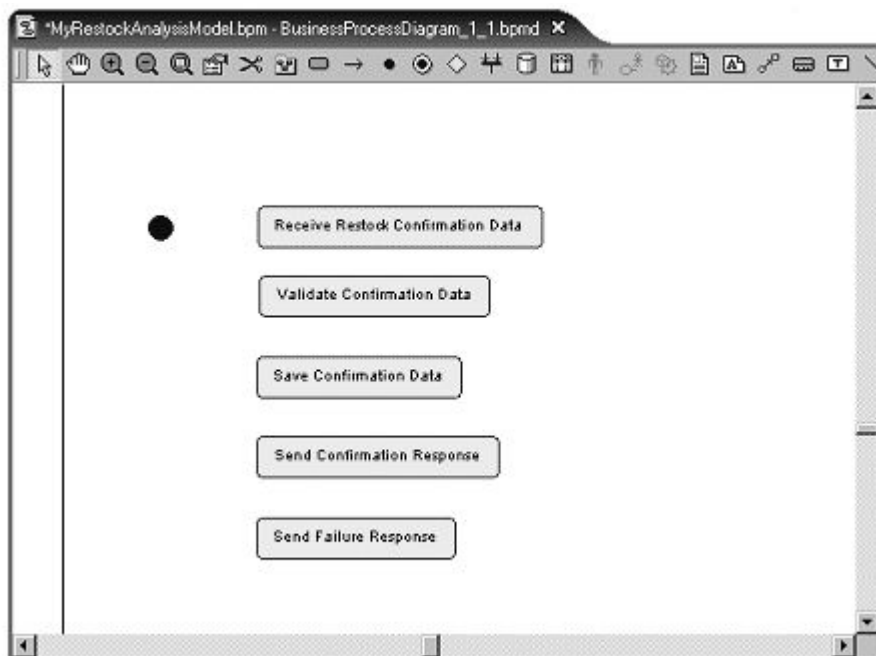 *MyRestockAnalysisModel.bpm - BusinessProcessDiagram_1_1.bpmd
Receive Restock Confirmation Data
Validate Confirmation Data
Save Confirmation Data
Send Confirmation Response
Send Failure Response